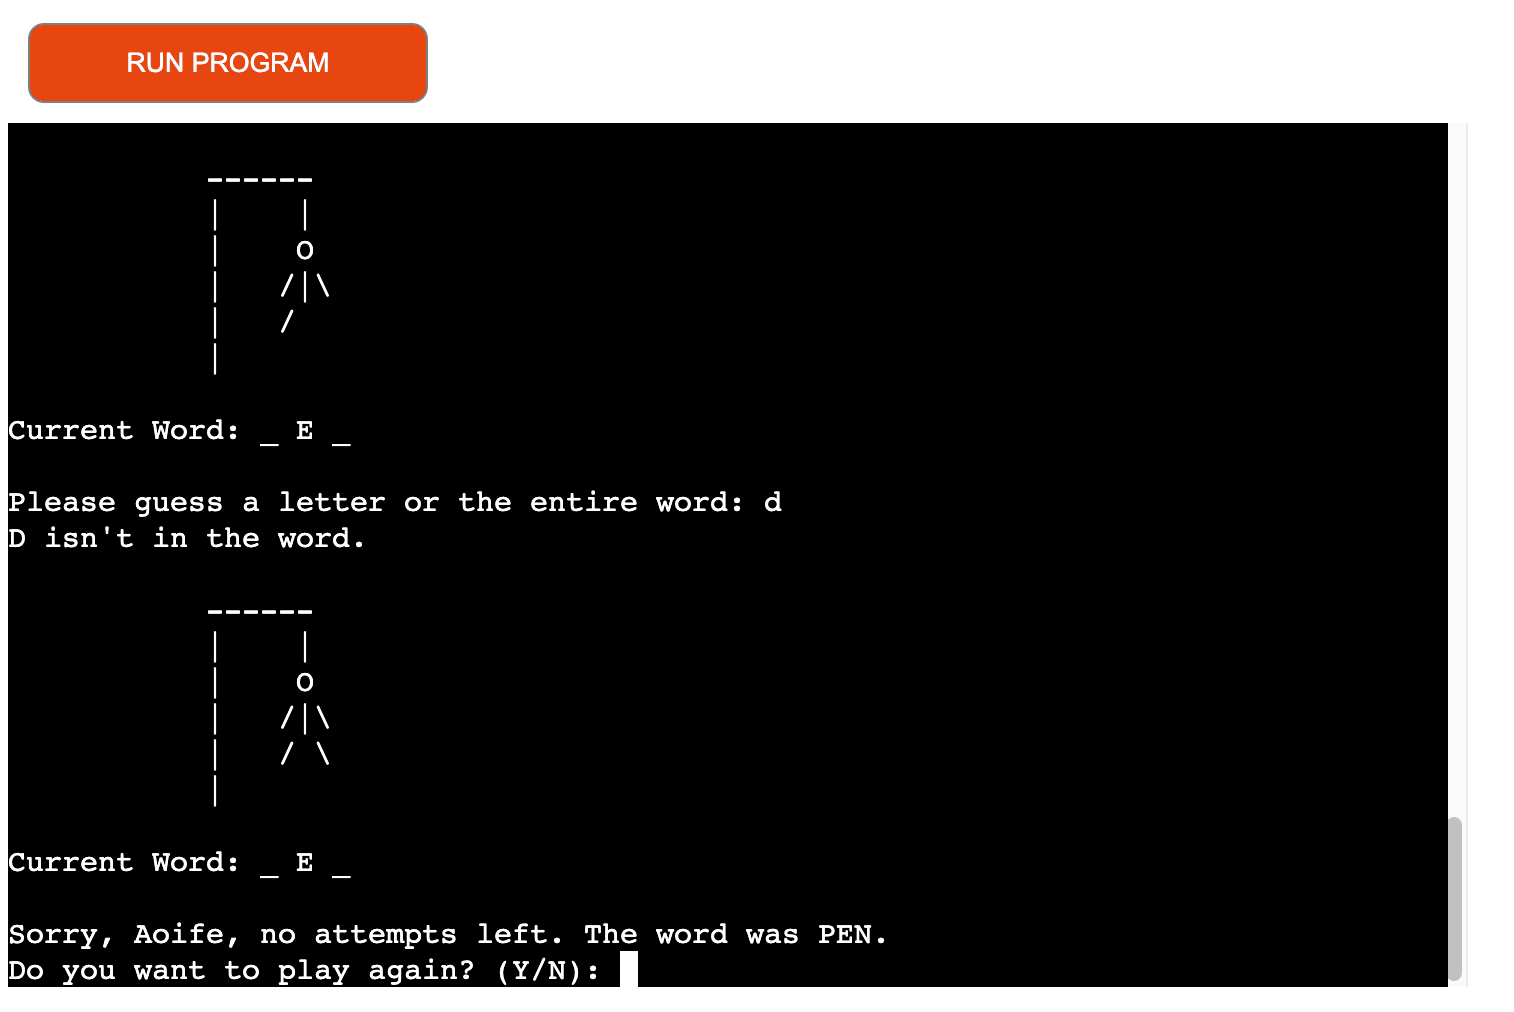 RUN PROGRAM
------
|    |
|    O
|   /|\
|   /
|
Current Word: _ E _
Please guess a letter or the entire word: d
D isn't in the word.
------
|    |
|    O
|   /|\
|   / \
|
Current Word: _ E _
Sorry, Aoife, no attempts left. The word was PEN.
Do you want to play again? (Y/N):